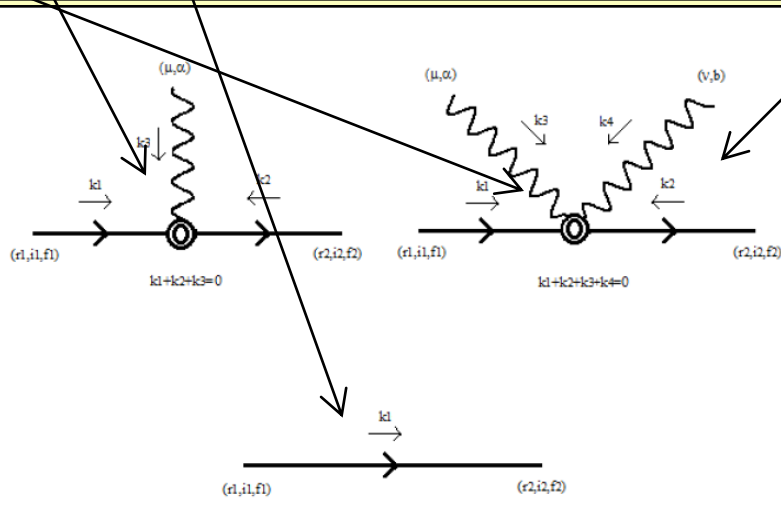 (μ,α)
k3
k1
k2
(r1,i1,f1)
(r2,i2,f2)
k1+k2+k3=0
(μ,α)
(ν,b)
k3
k4
k1
k2
(r1,i1,f1)
(r2,i2,f2)
k1+k2+k3+k4=0
k1
(r1,i1,f1)
(r2,i2,f2)